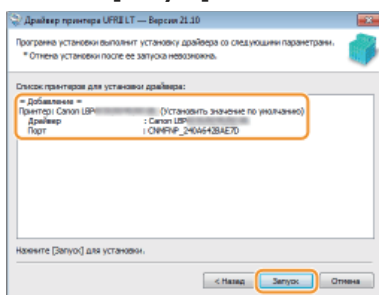 Драйвер принтера UFRII LT — Версия 21.10
Программа установки выполнит установку драйвера со следующими параметрами.
* Отмена установки после ее запуска невозможна.
Список принтеров для установки драйвера:
= Добавление =
Принтер: Canon LBP (Установить значение по умолчанию)
Драйвер : Canon LBP
Порт : CNMFNP_240A642BAE7D
Нажмите [Запуск] для установки.
< Назад Запуск Отмена